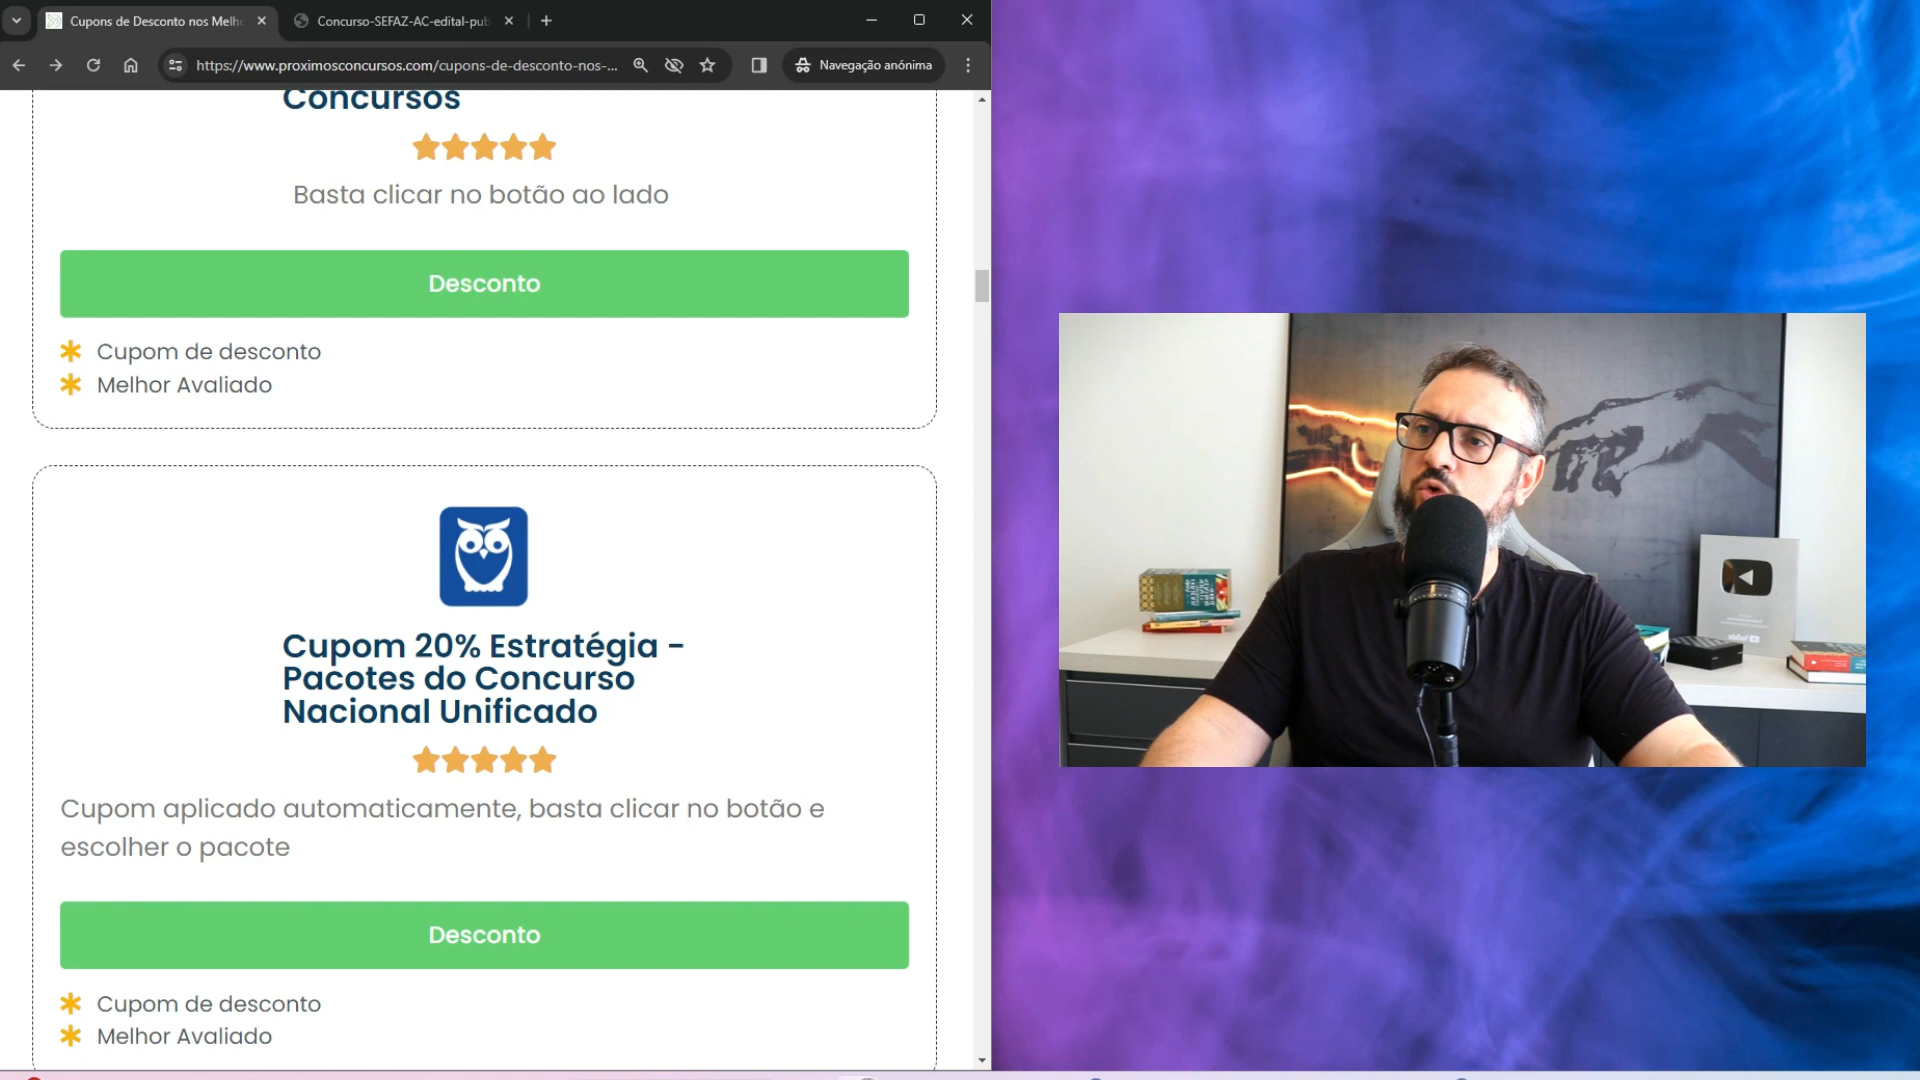 Cupons de Desconto nos Melh
Concurso-SEFAZ-AC-edital-pub
https://www.proximosconcursos.com/cupons-de-desconto-nos-...
Navegação anónima
Concursos
Basta clicar no botão ao lado
Desconto
Cupom de desconto
Melhor Avaliado
Cupom 20% Estratégia -
Pacotes do Concurso
Nacional Unificado
Cupom aplicado automaticamente, basta clicar no botão e
escolher o pacote
Desconto
Cupom de desconto
Melhor Avaliado